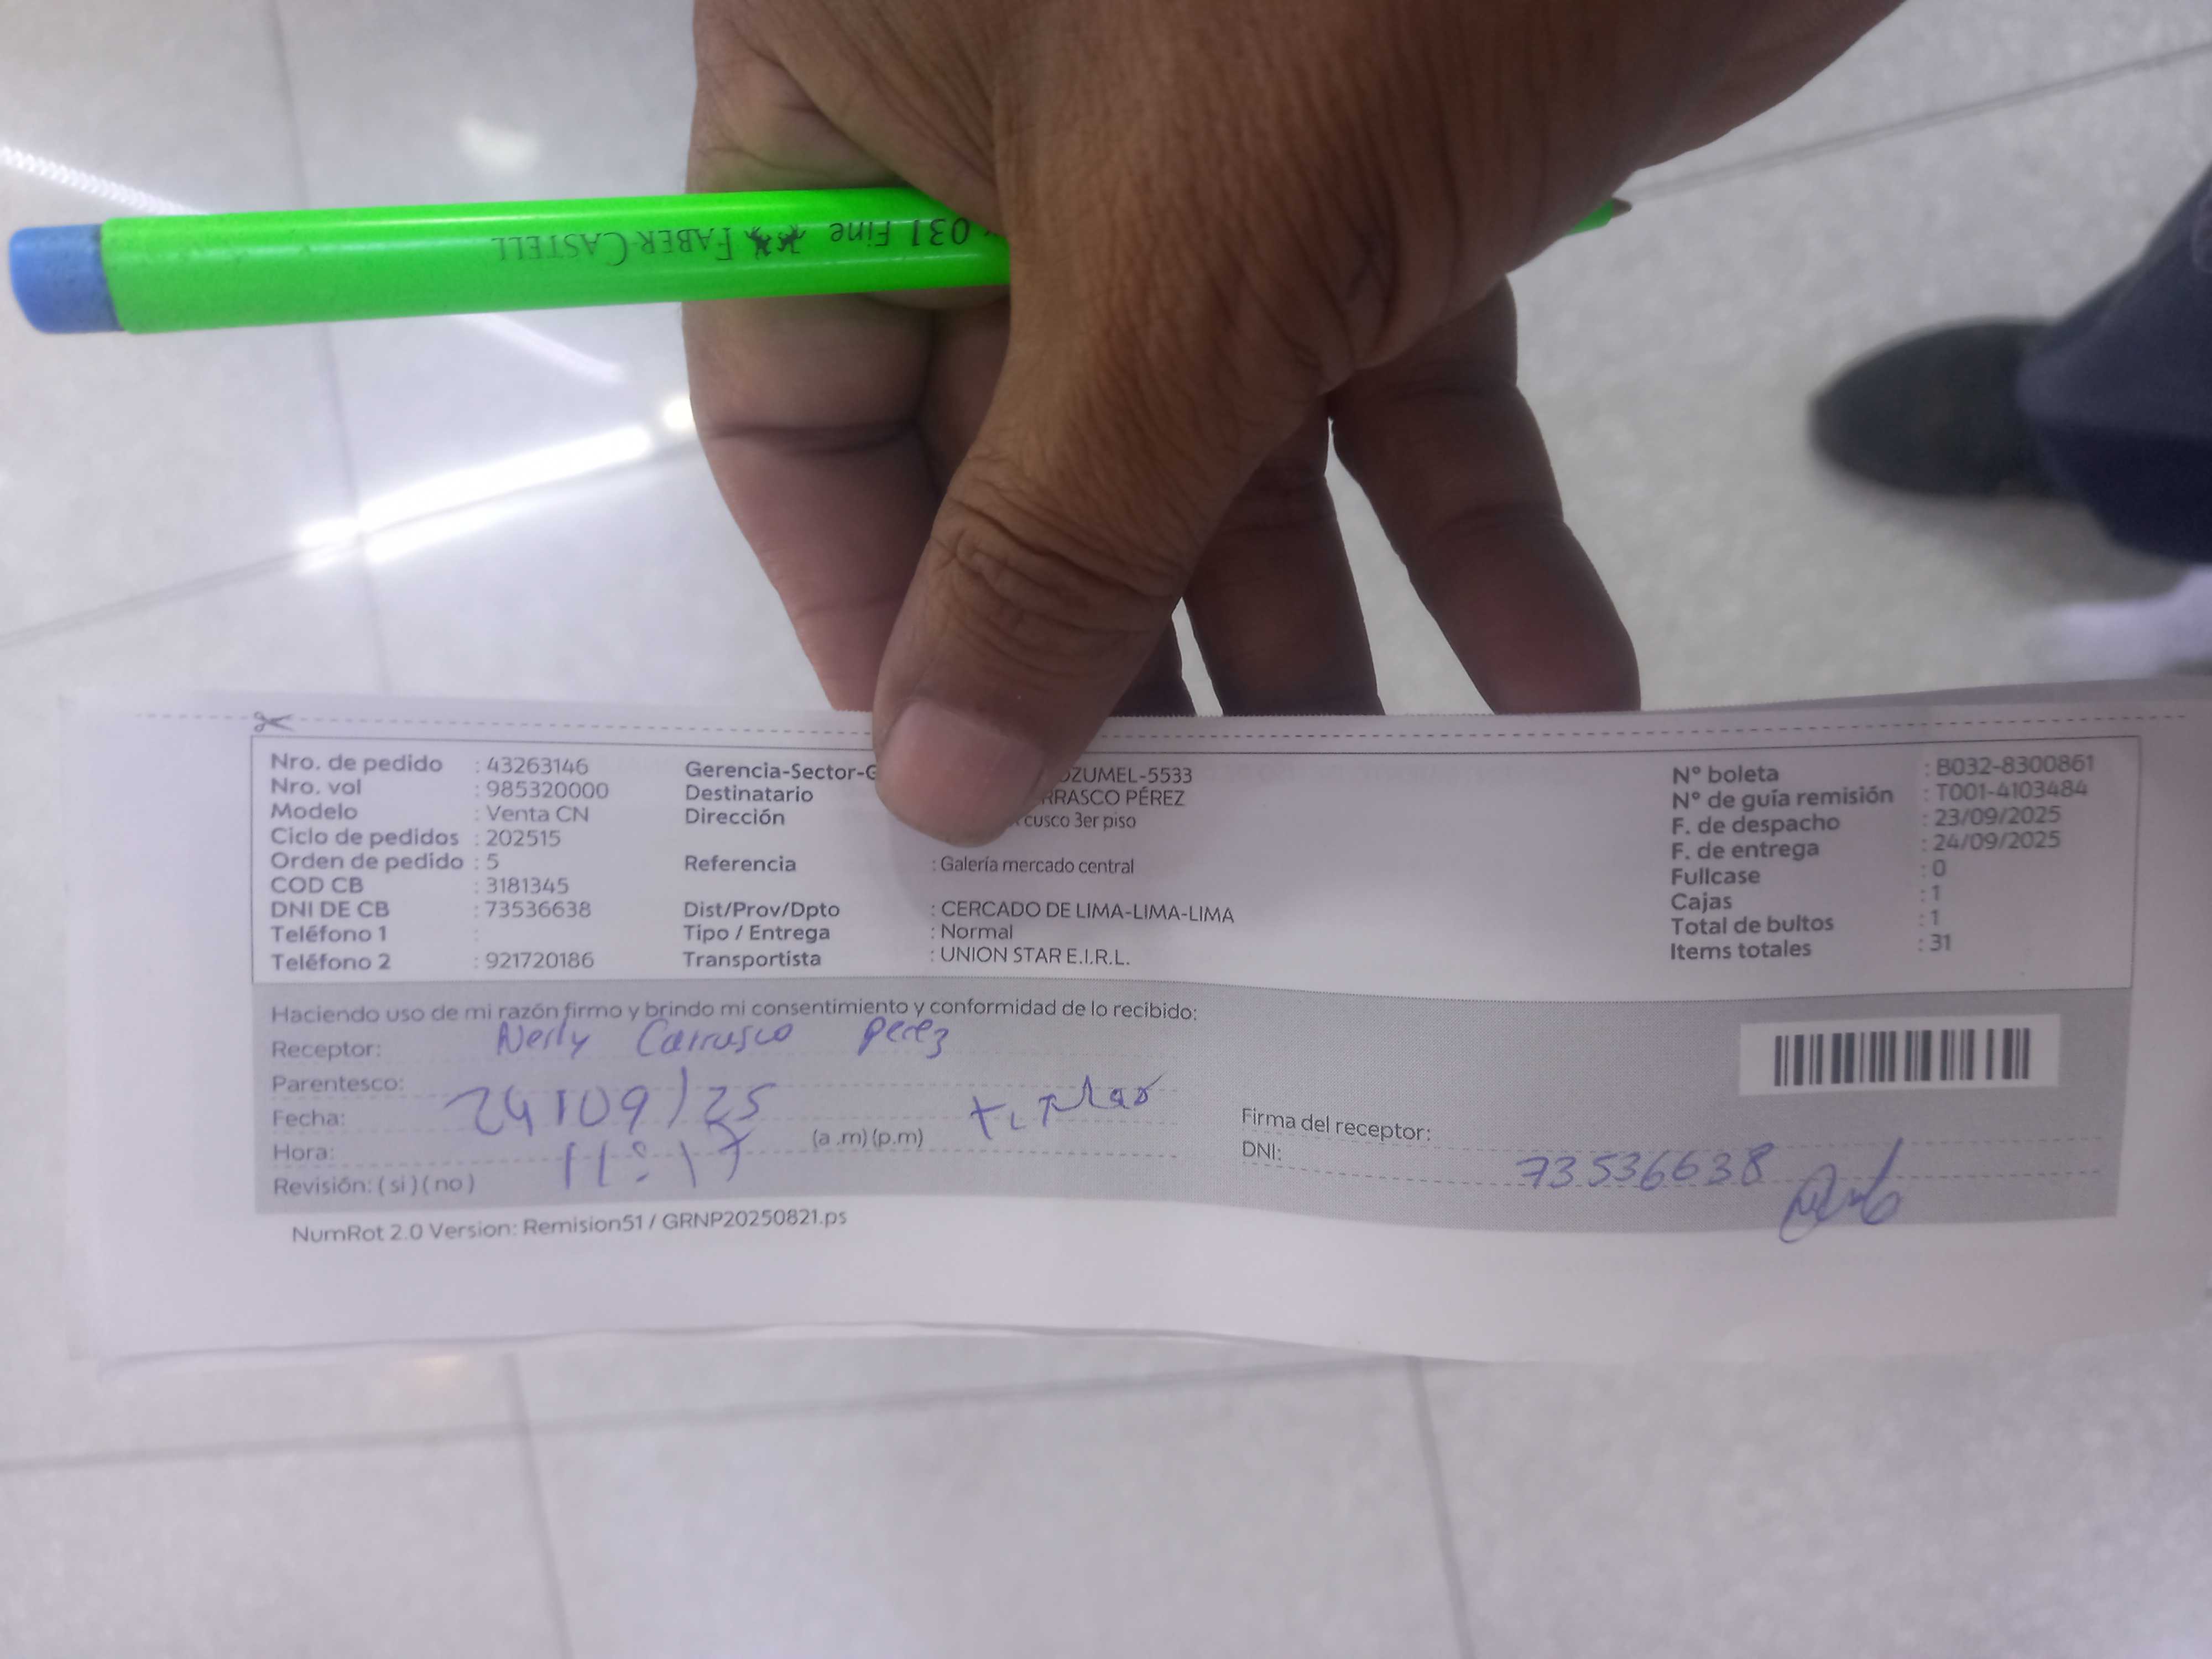 031 Fine FABER-CASTELL
Nro. de pedido : 43263146
Nro. vol : 985320000
Modelo : Venta CN
Ciclo de pedidos : 202515
Orden de pedido : 5
COD CB : 3181345
DNI DE CB : 73536638
Teléfono 1 :
Teléfono 2 : 921720186
Gerencia-Sector-G OZUMEL-5533
Destinatario RRASCO PÉREZ
Dirección cusco 3er piso
Referencia : Galería mercado central
Dist/Prov/Dpto : CERCADO DE LIMA-LIMA-LIMA
Tipo / Entrega : Normal
Transportista : UNION STAR E.I.R.L.
N° boleta : B032-8300861
N° de guía remisión : T001-4103484
F. de despacho : 23/09/2025
F. de entrega : 24/09/2025
Fullcase : 0
Cajas : 1
Total de bultos : 1
Items totales : 31
Haciendo uso de mi razón firmo y brindo mi consentimiento y conformidad de lo recibido:
Receptor: Carrasco Perez
Parentesco:
Fecha: 24/09/25
Hora: 11:17 (a .m) (p.m)
Revisión: ( si ) ( no )
Firma del receptor:
DNI: 73536638
NumRot 2.0 Version: Remision51 / GRNP20250821.ps